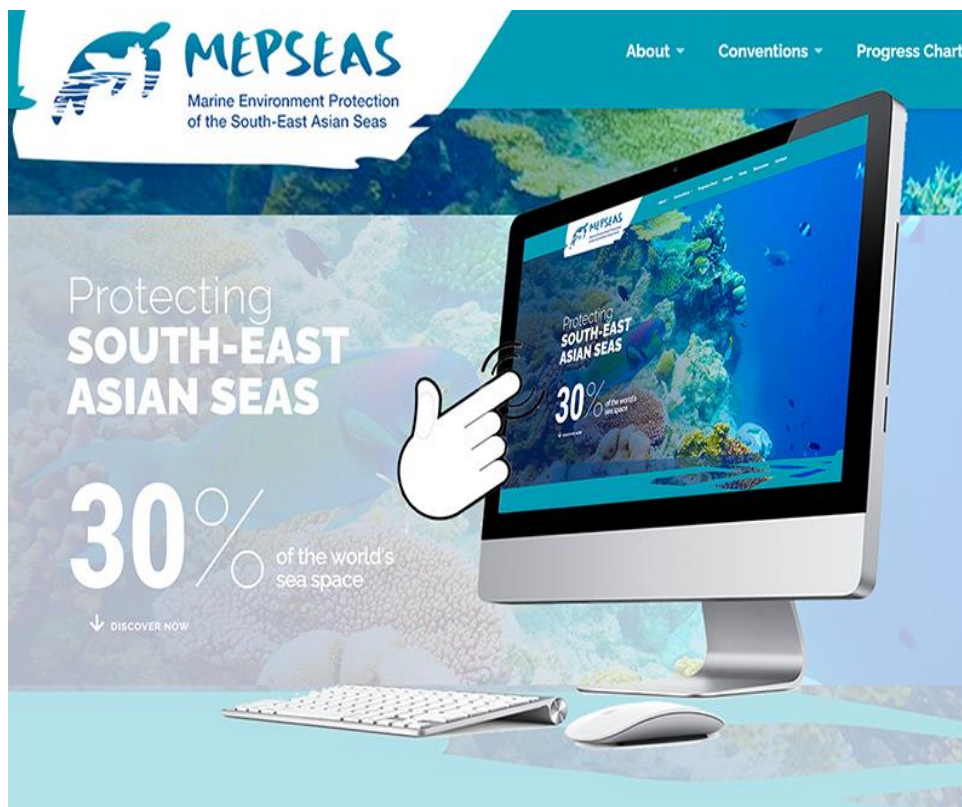 MEPSEAS
Marine Environment Protection
of the South-East Asian Seas
About
Conventions
Progress Chart
Protecting
SOUTH-EAST
ASIAN SEAS
30%
of the world's
sea space
DISCOVER NOW
MEPSEAS
Protecting
SOUTH-EAST
ASIAN SEAS
30%
of the world's
sea space
DISCOVER NOW